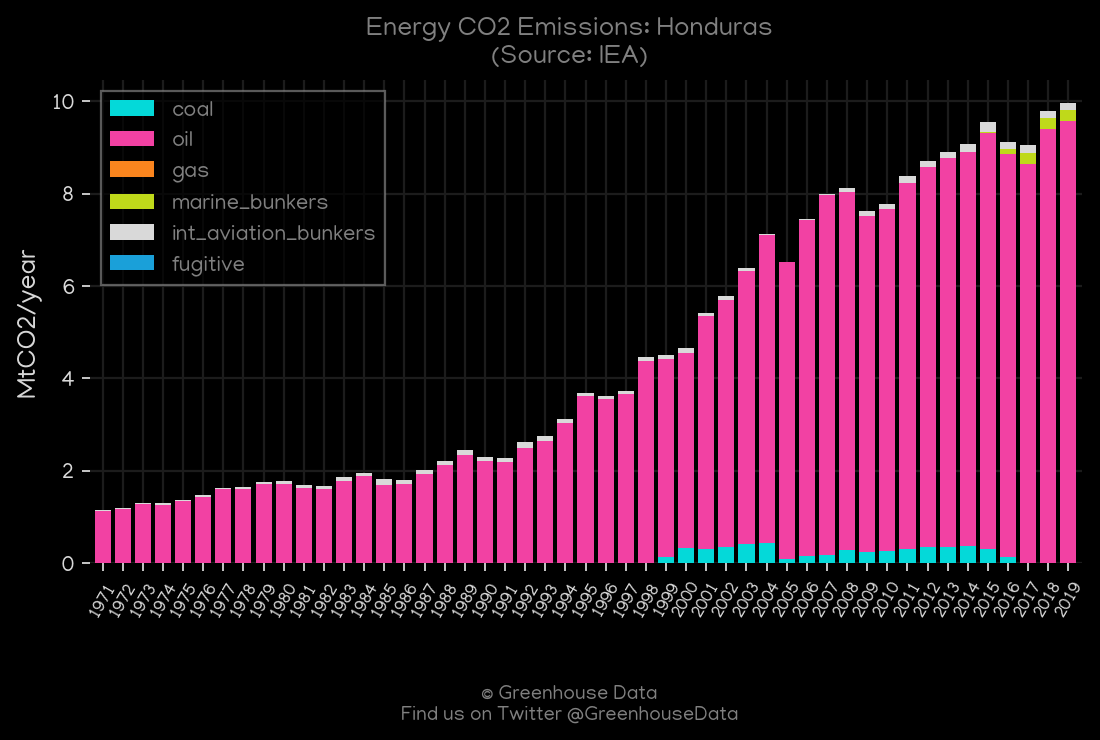 Energy CO2 Emissions: Honduras
(Source: IEA)
coal
oil
gas
marine_bunkers
int_aviation_bunkers
fugitive
MtCO2/year
10
8
6
4
2
0
1971 1972 1973 1974 1975 1976 1977 1978 1979 1980 1981 1982 1983 1984 1985 1986 1987 1988 1989 1990 1991 1992 1993 1994 1995 1996 1997 1998 1999 2000 2001 2002 2003 2004 2005 2006 2007 2008 2009 2010 2011 2012 2013 2014 2015 2016 2017 2018 2019
© Greenhouse Data
Find us on Twitter @GreenhouseData